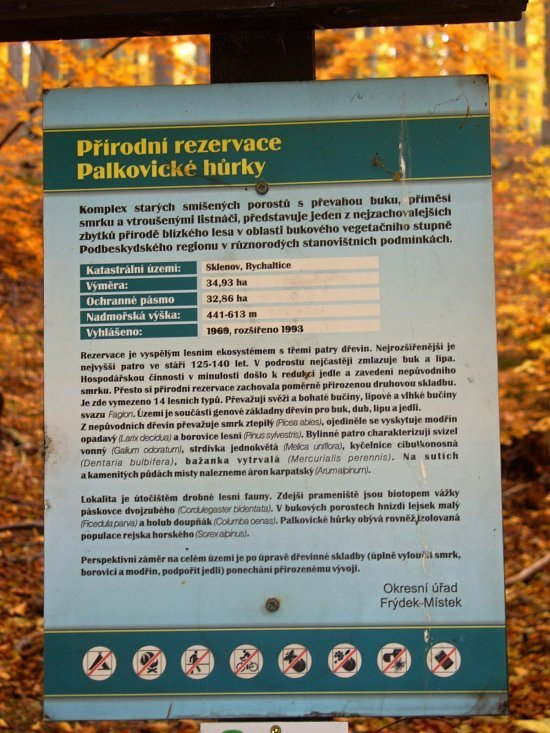 Přírodní rezervace
Palkovické hůrky
Komplex starých smíšených porostů s převahou buku, příměsí
smrku a vtroušenými listnáči, představuje jeden z nejzachovalejších
zbytků přírodě blízkého lesa v oblasti bukového vegetačního stupně
Podbeskydského regionu v různorodých stanovištních podmínkách.
Katastrální území: Sklenov, Rychaltice
Výměra: 34,93 ha
Ochranné pásmo 32,86 ha
Nadmořská výška: 441-613 m
Vyhlášeno: 1969, rozšířeno 1993
Rezervace je vyspělým lesním ekosystémem s třemi patry dřevin. Nejrozšířenější je
nejvyšší patro ve stáří 125-140 let. V podrostu nejčastěji zmlazuje buk a lípa.
Hospodářskou činností v minulosti došlo k redukci jedle a zavedení nepůvodního
smrku. Přesto si přírodní rezervace zachovala poměrně přirozenou druhovou skladbu.
Je zde vymezeno 14 lesních typů. Převažují svěží a bohaté bučiny, lipové a vlhké bučiny
svazu Fagion. Území je součástí genové základny dřevin pro buk, dub, lípu a jedli.
Z nepůvodních dřevin převažuje smrk ztepilý (Picea abies), ojediněle se vyskytuje modřín
opadavý (Larix decidua) a borovice lesní (Pinus sylvestris). Bylinné patro charakterizují svízel
vonný (Galium odoratum), strdivka jednokvětá (Melica uniflora), kyčelnice cibulkonosná
(Dentaria bulbifera), bažanka vytrvalá (Mercurialis perennis). Na sutích
a kamenitých půdách místy nalezneme áron karpatský (Arum alpinum).
Lokalita je útočištěm drobné lesní fauny. Zdejší prameniště jsou biotopem vážky
páskovce dvojzubého (Cordulegaster bidentata). V bukových porostech hnízdí lejsek malý
(Ficedula parva) a holub doupňák (Columba oenas). Palkovické hůrky obývá rovněž izolovaná
populace rejska horského (Sorex alpinus).
Perspektivní záměr na celém území je po úpravě dřevinné skladby (úplně vyloušit smrk,
borovici a modřín, podpořit jedli) ponechání přirozenému vývoji.
Okresní úřad
Frýdek-Místek